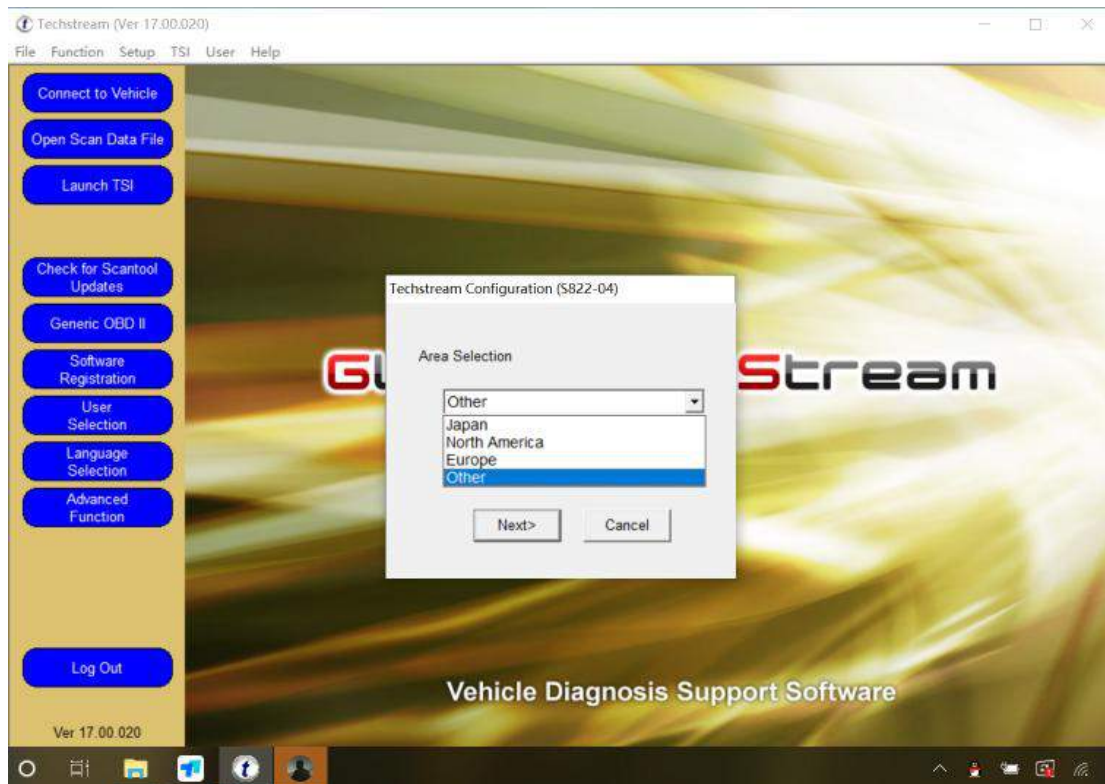 Techstream (Ver 17.00.020)
File Function Setup TSI User Help
Connect to Vehicle
Open Scan Data File
Launch TSI
Check for Scantool
Updates
Generic OBD II
Software
Registration
User
Selection
Language
Selection
Advanced
Function
Log Out
Ver 17.00.020
Techstream Configuration (S822-04)
Area Selection
Other
Japan
North America
Europe
Other
Next>
Cancel
Stream
Vehicle Diagnosis Support Software